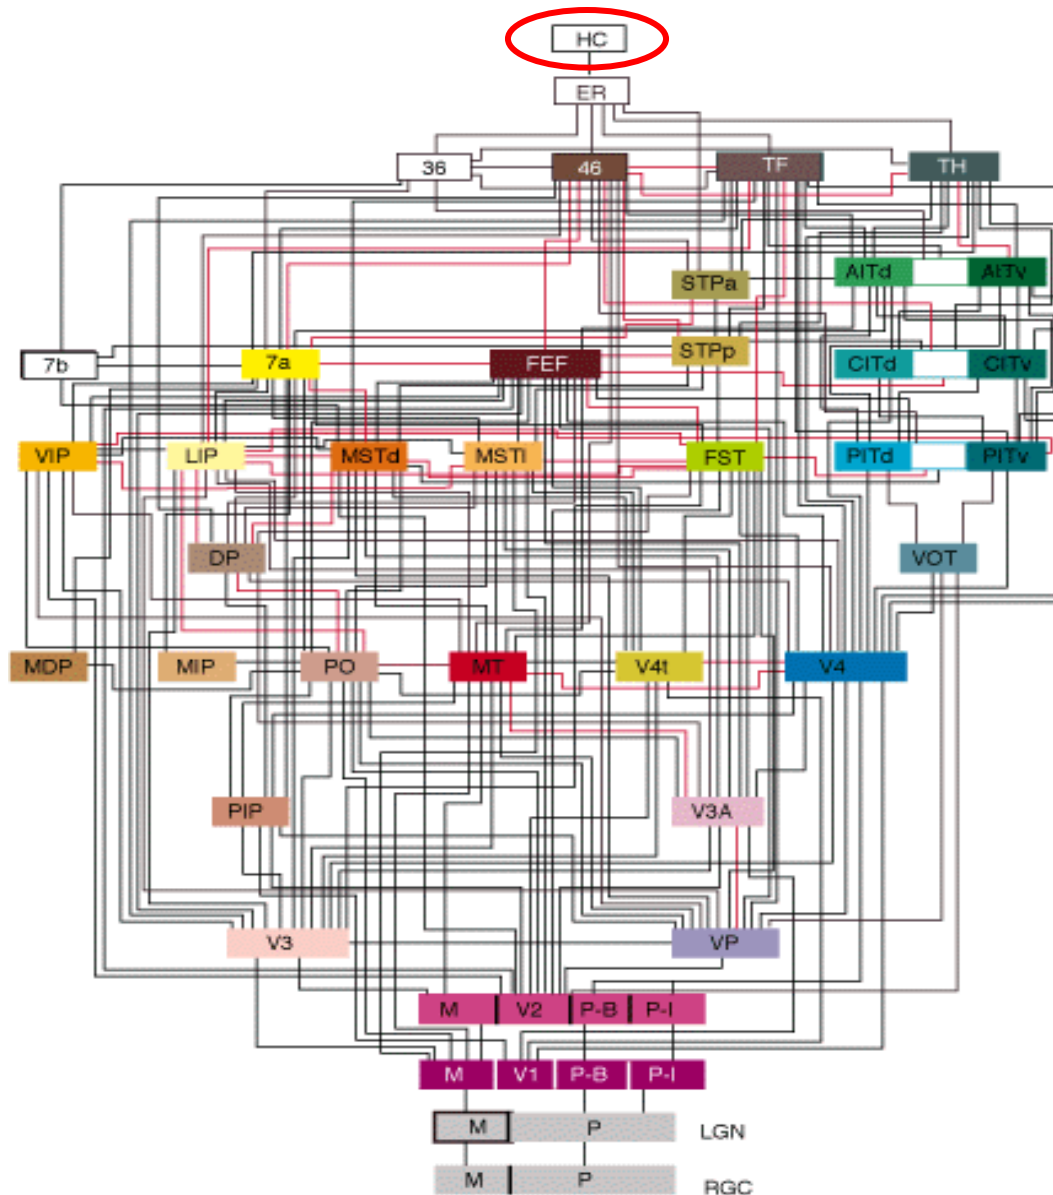 HC
ER
36 46 TF TH
STPa AITd AITv
7b 7a FEF STPp CITd CITv
VIP LIP MSTd MSTl FST PITd PITv
DP VOT
MDP MIP PO MT V4t V4
PIP V3A
V3 VP
M V2 P-B P-I
M V1 P-B P-I
M P LGN
M P RGC